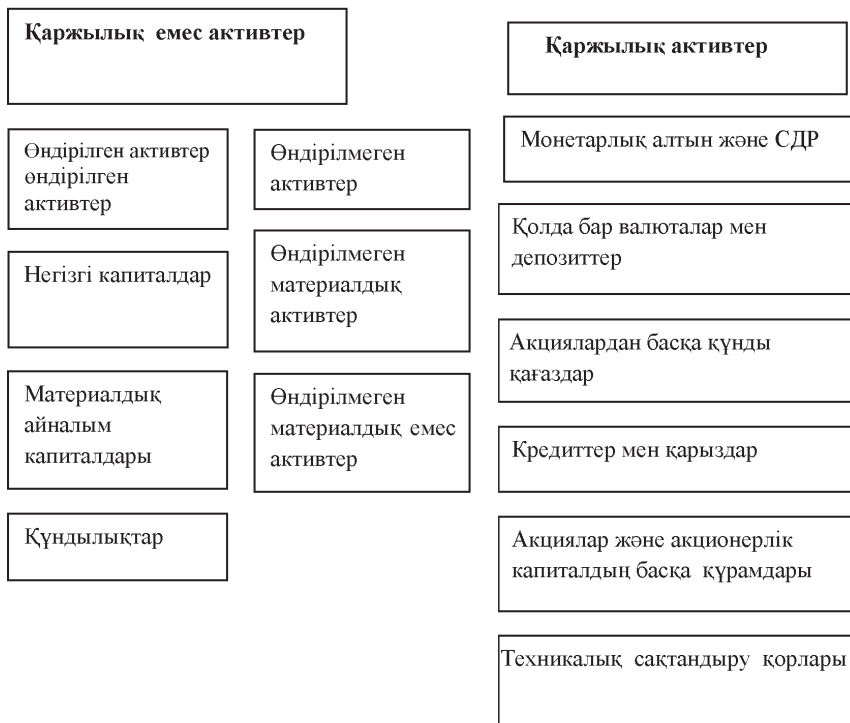 Қаржылық емес активтер
Өндірілген активтер
өндірілген
активтер
Негізгі капиталдар
Материалдық
айналым
капиталдары
Құндылықтар
Өндірілмеген
активтер
Өндірілмеген
материалдық
активтер
Өндірілмеген
материалдық емес
активтер
Қаржылық активтер
Монетарлық алтын және СДР
Қолда бар валюталар мен
депозиттер
Акциялардан басқа құнды
қағаздар
Кредиттер мен қарыздар
Акциялар және акционерлік
капиталдың басқа құрамдары
Техникалық сақтандыру қорлары